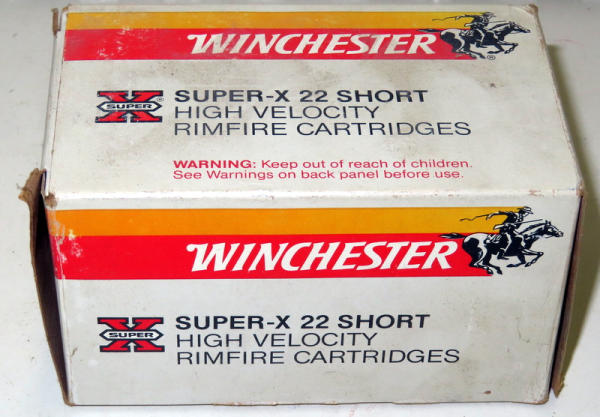 WINCHESTER
®
X SUPER ®
SUPER-X 22 SHORT
HIGH VELOCITY
RIMFIRE CARTRIDGES
WARNING: Keep out of reach of children.
See Warnings on back panel before use.
WINCHESTER
X SUPER
SUPER-X 22 SHORT
HIGH VELOCITY
RIMFIRE CARTRIDGES